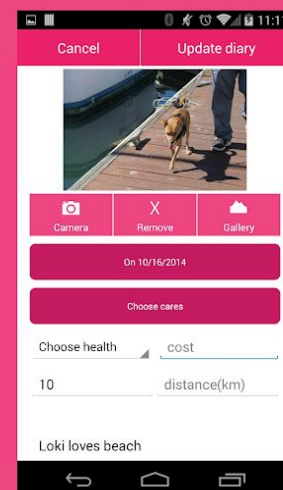 11:1
Cancel Update diary
Camera X Remove Gallery
On 10/16/2014
Choose cares
Choose health cost
10 distance(km)
Loki loves beach